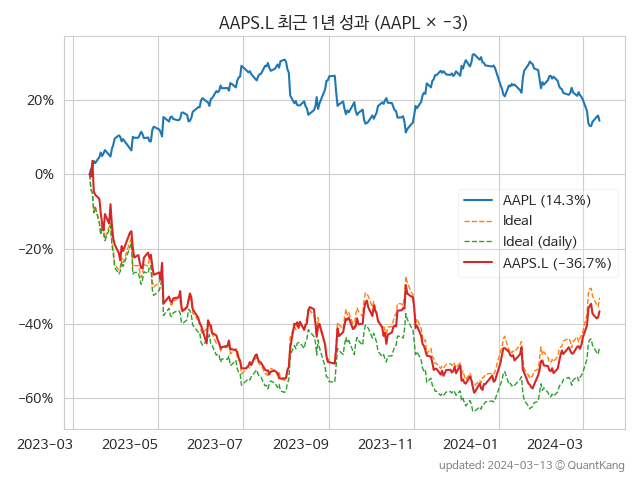 AAPS.L 최근 1년 성과 (AAPL × −3)
20%
0%
−20%
−40%
−60%
AAPL (14.3%)
Ideal
Ideal (daily)
AAPS.L (−36.7%)
2023-03 2023-05 2023-07 2023-09 2023-11 2024-01 2024-03
updated: 2024-03-13 ⓒ QuantKang